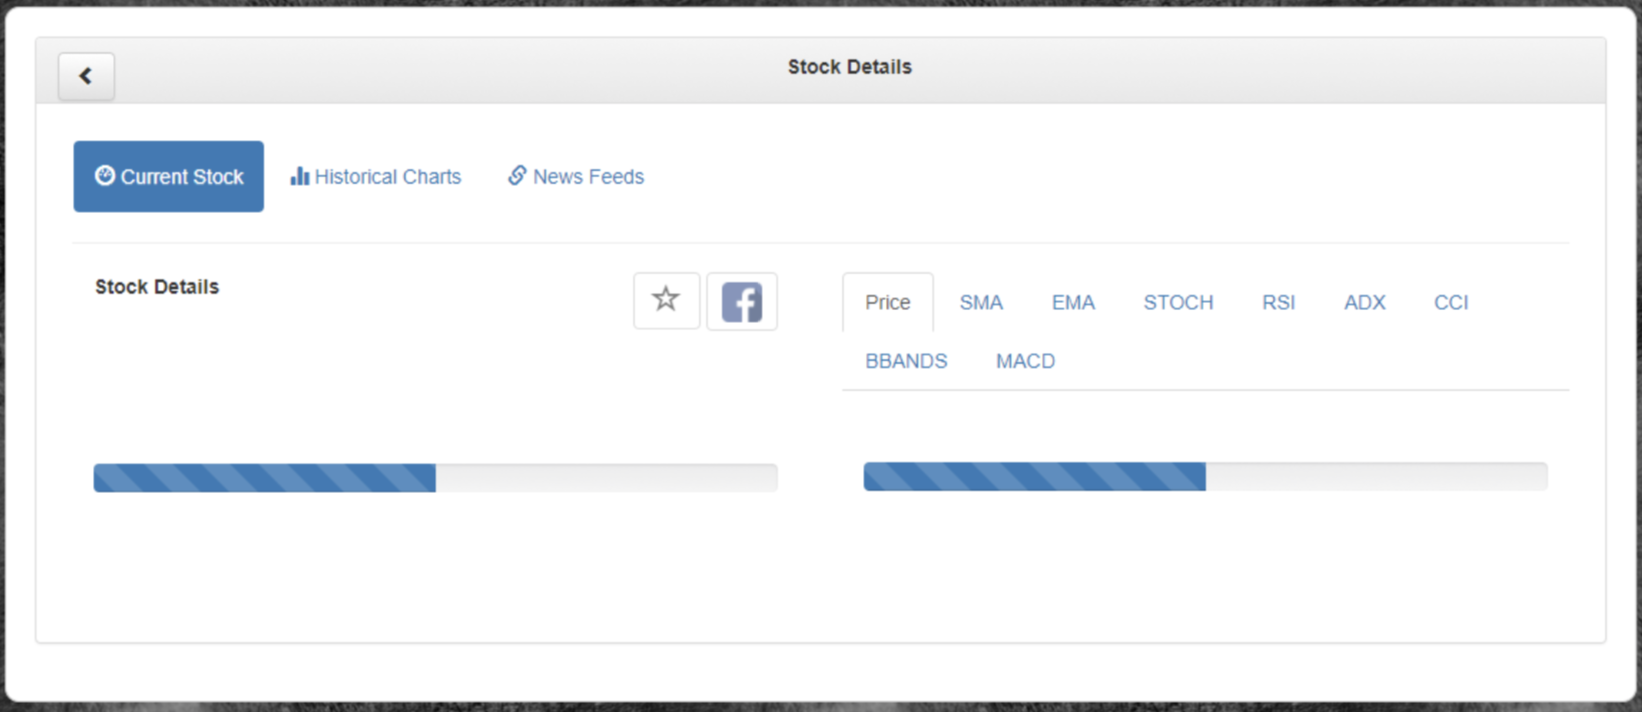 Stock Details
Current Stock Historical Charts News Feeds
Stock Details
Price SMA EMA STOCH RSI ADX CCI
BBANDS MACD